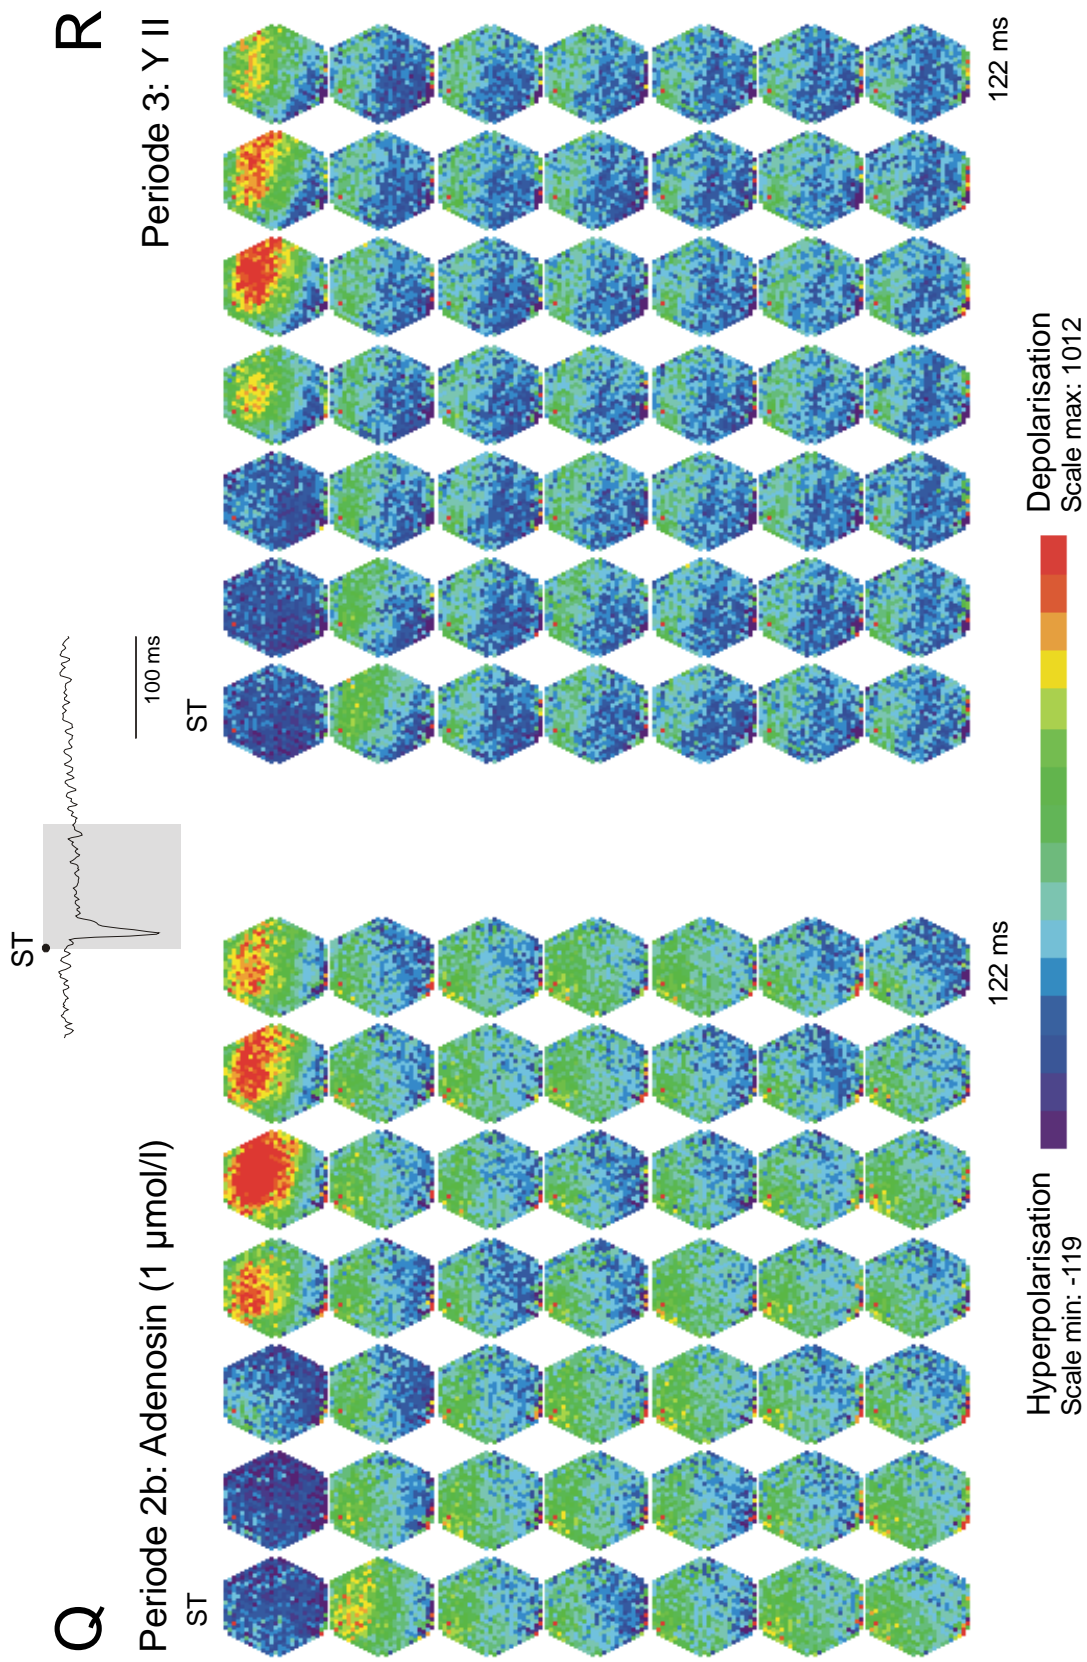 Q
R
Periode 2b: Adenosin (1 µmol/l)
Periode 3: Y II
ST
100 ms
ST
ST
122 ms
122 ms
Hyperpolarisation
Scale min: -119
Depolarisation
Scale max: 1012